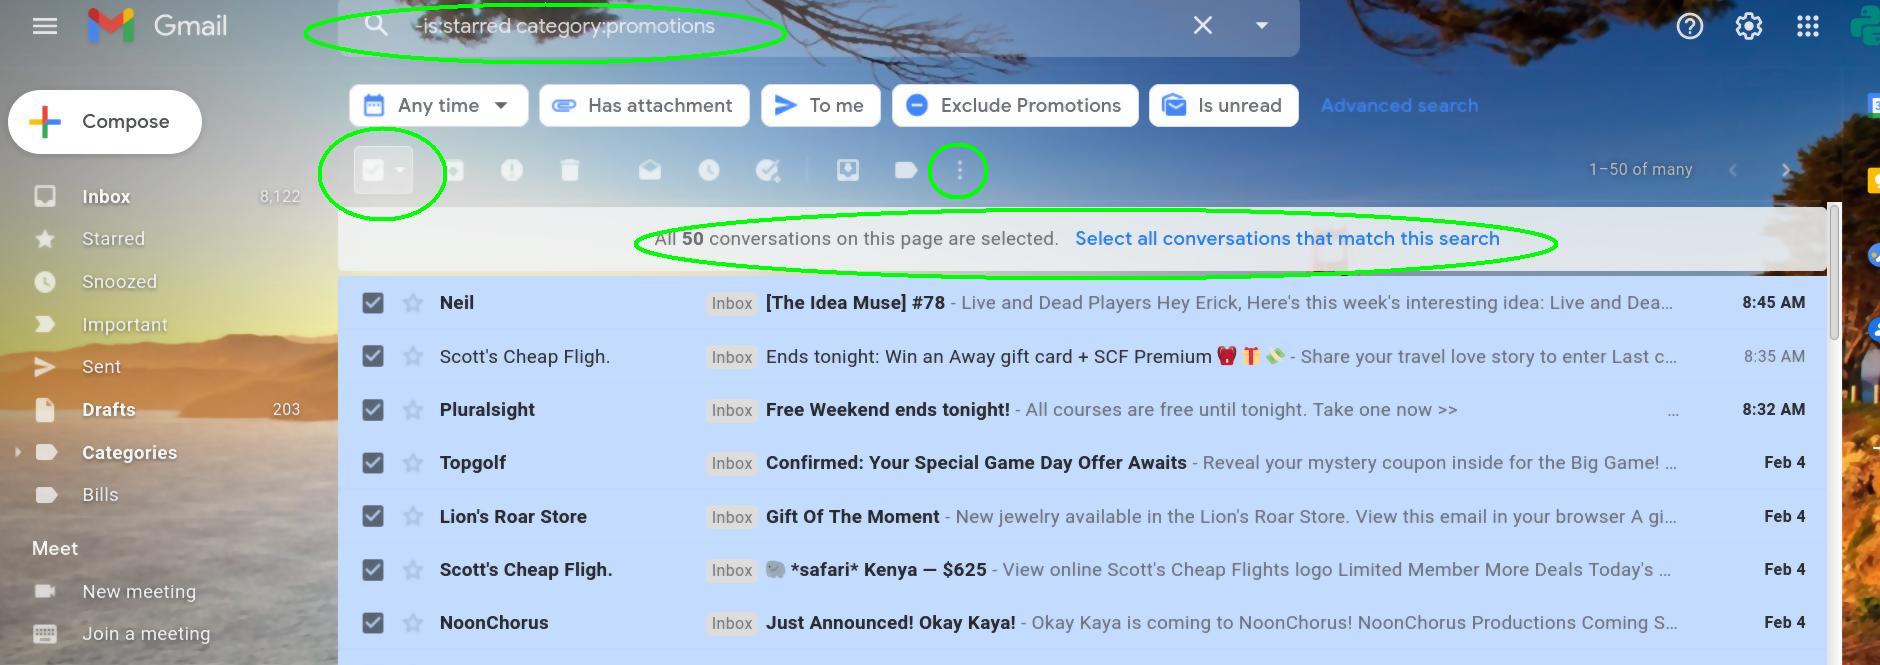 Gmail
-is:starred category:promotions
Compose
Any time
Has attachment
To me
Exclude Promotions
Is unread
Advanced search
1–50 of many
Inbox 8,122
Starred
Snoozed
Important
Sent
Drafts 203
Categories
Bills
Meet
New meeting
Join a meeting
All 50 conversations on this page are selected. Select all conversations that match this search
Neil Inbox [The Idea Muse] #78 - Live and Dead Players Hey Erick, Here's this week's interesting idea: Live and Dea… 8:45 AM
Scott's Cheap Fligh. Inbox Ends tonight: Win an Away gift card + SCF Premium 🎒🎁💸 - Share your travel love story to enter Last c… 8:35 AM
Pluralsight Inbox Free Weekend ends tonight! - All courses are free until tonight. Take one now >> … 8:32 AM
Topgolf Inbox Confirmed: Your Special Game Day Offer Awaits - Reveal your mystery coupon inside for the Big Game! … Feb 4
Lion's Roar Store Inbox Gift Of The Moment - New jewelry available in the Lion's Roar Store. View this email in your browser A gi… Feb 4
Scott's Cheap Fligh. Inbox 🐘 *safari* Kenya — $625 - View online Scott's Cheap Flights logo Limited Member More Deals Today's … Feb 4
NoonChorus Inbox Just Announced! Okay Kaya! - Okay Kaya is coming to NoonChorus! NoonChorus Productions Coming S… Feb 4